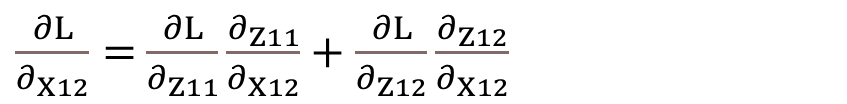 ∂L/∂X12 = ∂L/∂Z11 ∂Z11/∂X12 + ∂L/∂Z12 ∂Z12/∂X12